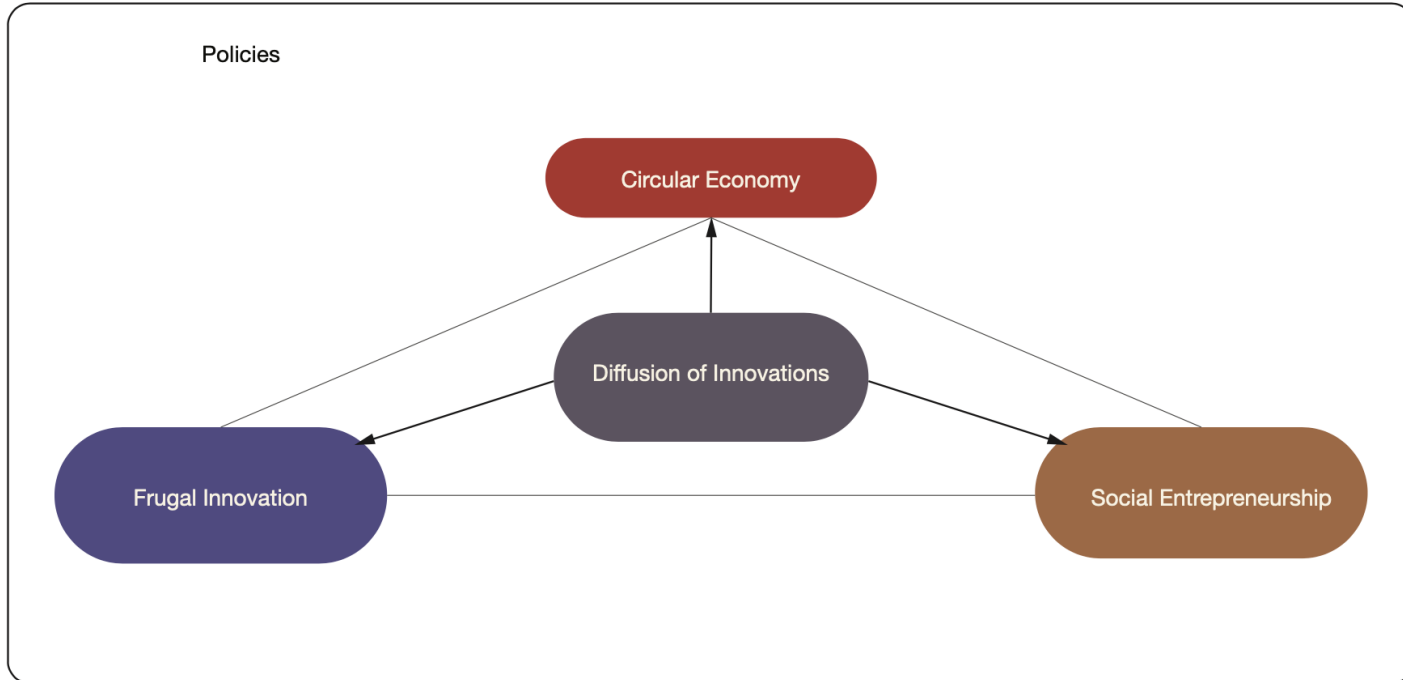 Policies
Circular Economy
Diffusion of Innovations
Frugal Innovation
Social Entrepreneurship